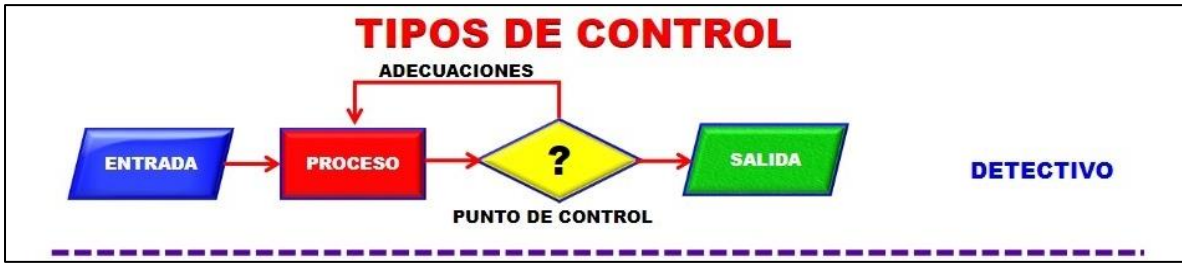 TIPOS DE CONTROL
ADECUACIONES
ENTRADA
PROCESO
?
SALIDA
DETECTIVO
PUNTO DE CONTROL